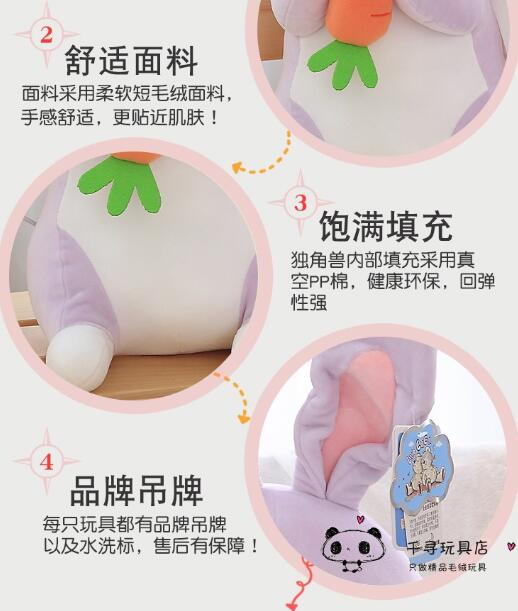 2
舒适面料
面料采用柔软短毛绒面料，
手感舒适，更贴近肌肤！
3
饱满填充
独角兽内部填充采用真
空PP棉，健康环保，回弹
性强
4
品牌吊牌
每只玩具都有品牌吊牌
以及水洗标，售后有保障！
千寻玩具店
只做精品毛绒玩具